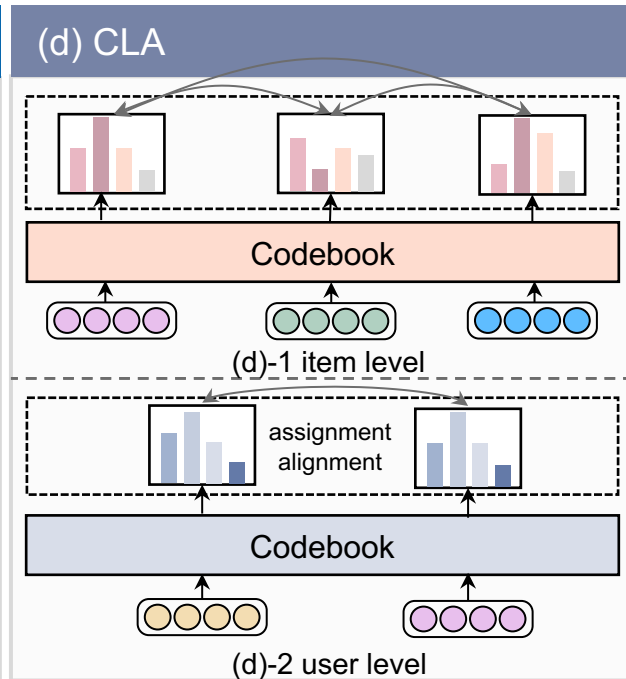 (d) CLA
Codebook
(d)-1 item level
assignment
alignment
Codebook
(d)-2 user level